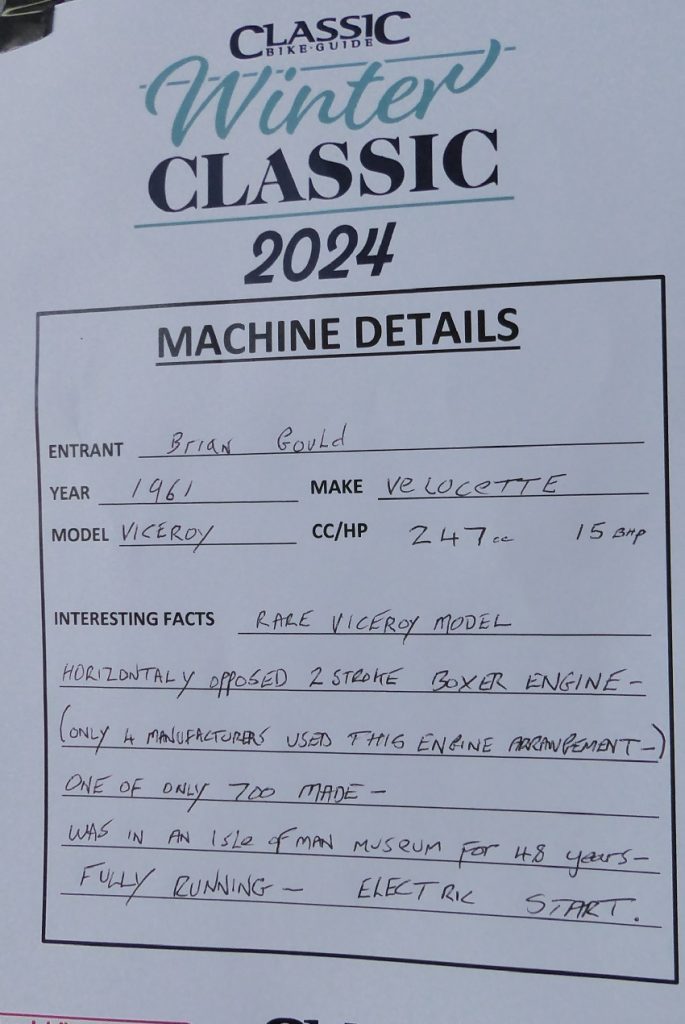 CLASSIC
BIKE·GUIDE
Winter
CLASSIC
2024
MACHINE DETAILS
ENTRANT Brian Gould
YEAR 1961 MAKE VELOCETTE
MODEL VICEROY CC/HP 247cc 15 BHP
INTERESTING FACTS RARE VICEROY MODEL
HORIZONTALY OPPOSED 2 STROKE BOXER ENGINE –
(ONLY 4 MANUFACTURERS USED THIS ENGINE ARRANGEMENT –)
ONE OF ONLY 700 MADE –
WAS IN AN ISLE OF MAN MUSEUM FOR 48 years –
FULLY RUNNING – ELECTRIC START.